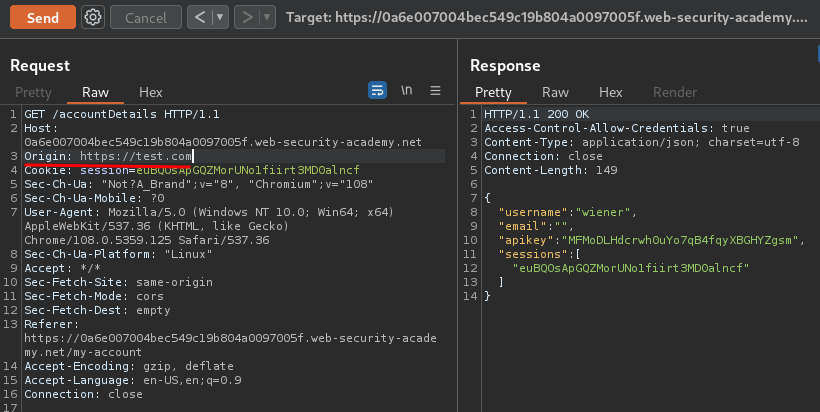 Send Cancel < > Target: https://0a6e007004bec549c19b804a0097005f.web-security-academy....
Request
Pretty Raw Hex \n
1 GET /accountDetails HTTP/1.1
2 Host:
0a6e007004bec549c19b804a0097005f.web-security-academy.net
3 Origin: https://test.com
4 Cookie: session=euBQOsApGQZMorUNo1fiirt3MDOalncf
5 Sec-Ch-Ua: "Not?A_Brand";v="8", "Chromium";v="108"
6 Sec-Ch-Ua-Mobile: ?0
7 User-Agent: Mozilla/5.0 (Windows NT 10.0; Win64; x64)
AppleWebKit/537.36 (KHTML, like Gecko)
Chrome/108.0.5359.125 Safari/537.36
8 Sec-Ch-Ua-Platform: "Linux"
9 Accept: */*
10 Sec-Fetch-Site: same-origin
11 Sec-Fetch-Mode: cors
12 Sec-Fetch-Dest: empty
13 Referer:
https://0a6e007004bec549c19b804a0097005f.web-security-acade
my.net/my-account
14 Accept-Encoding: gzip, deflate
15 Accept-Language: en-US,en;q=0.9
16 Connection: close
17
Response
Pretty Raw Hex Render
1 HTTP/1.1 200 OK
2 Access-Control-Allow-Credentials: true
3 Content-Type: application/json; charset=utf-8
4 Connection: close
5 Content-Length: 149
6
7 {
8 "username":"wiener",
9 "email":"",
10 "apikey":"MFMoDLHdcrwh0uYo7qB4fqyXBGHYZgsm",
11 "sessions":[
12 "euBQOsApGQZMorUNo1fiirt3MDOalncf"
13 ]
14 }